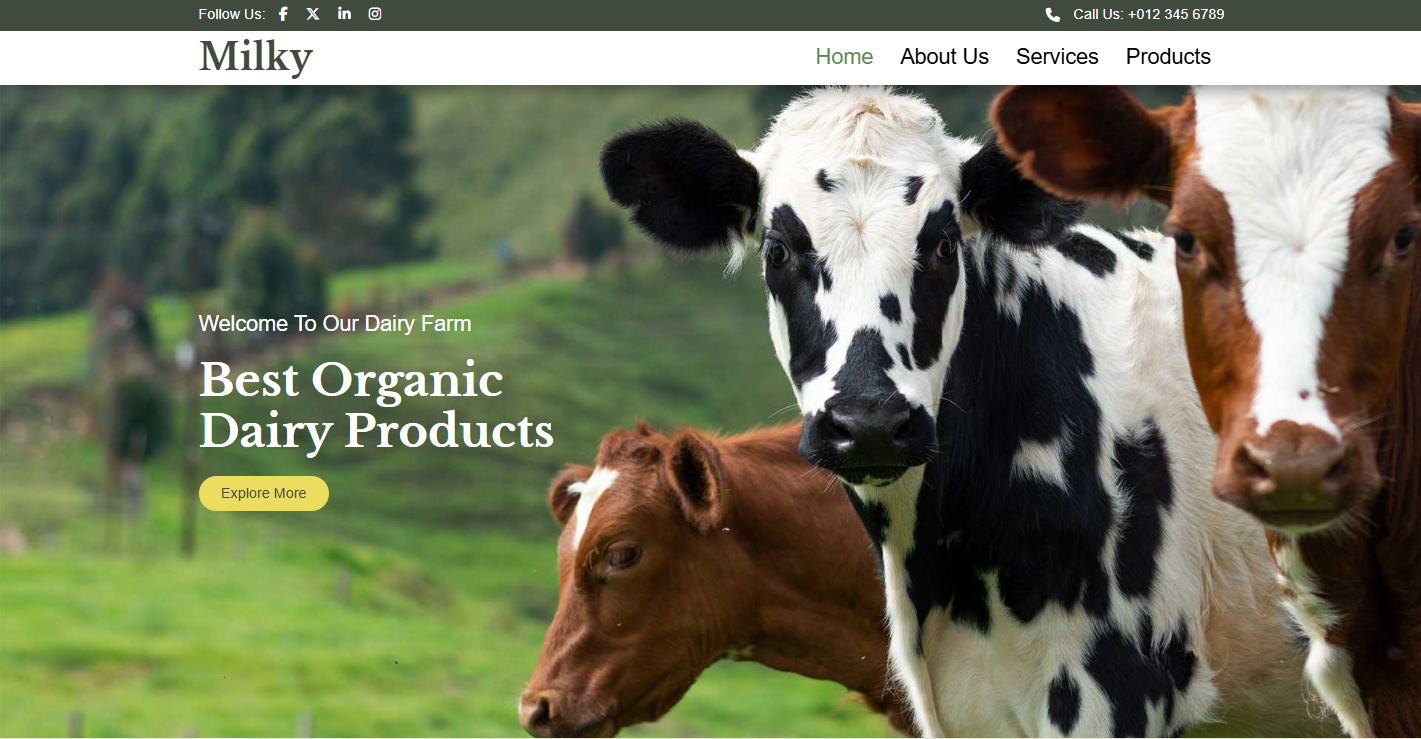 Follow Us:
Call Us: +012 345 6789
Milky
Home About Us Services Products
Welcome To Our Dairy Farm
Best Organic
Dairy Products
Explore More